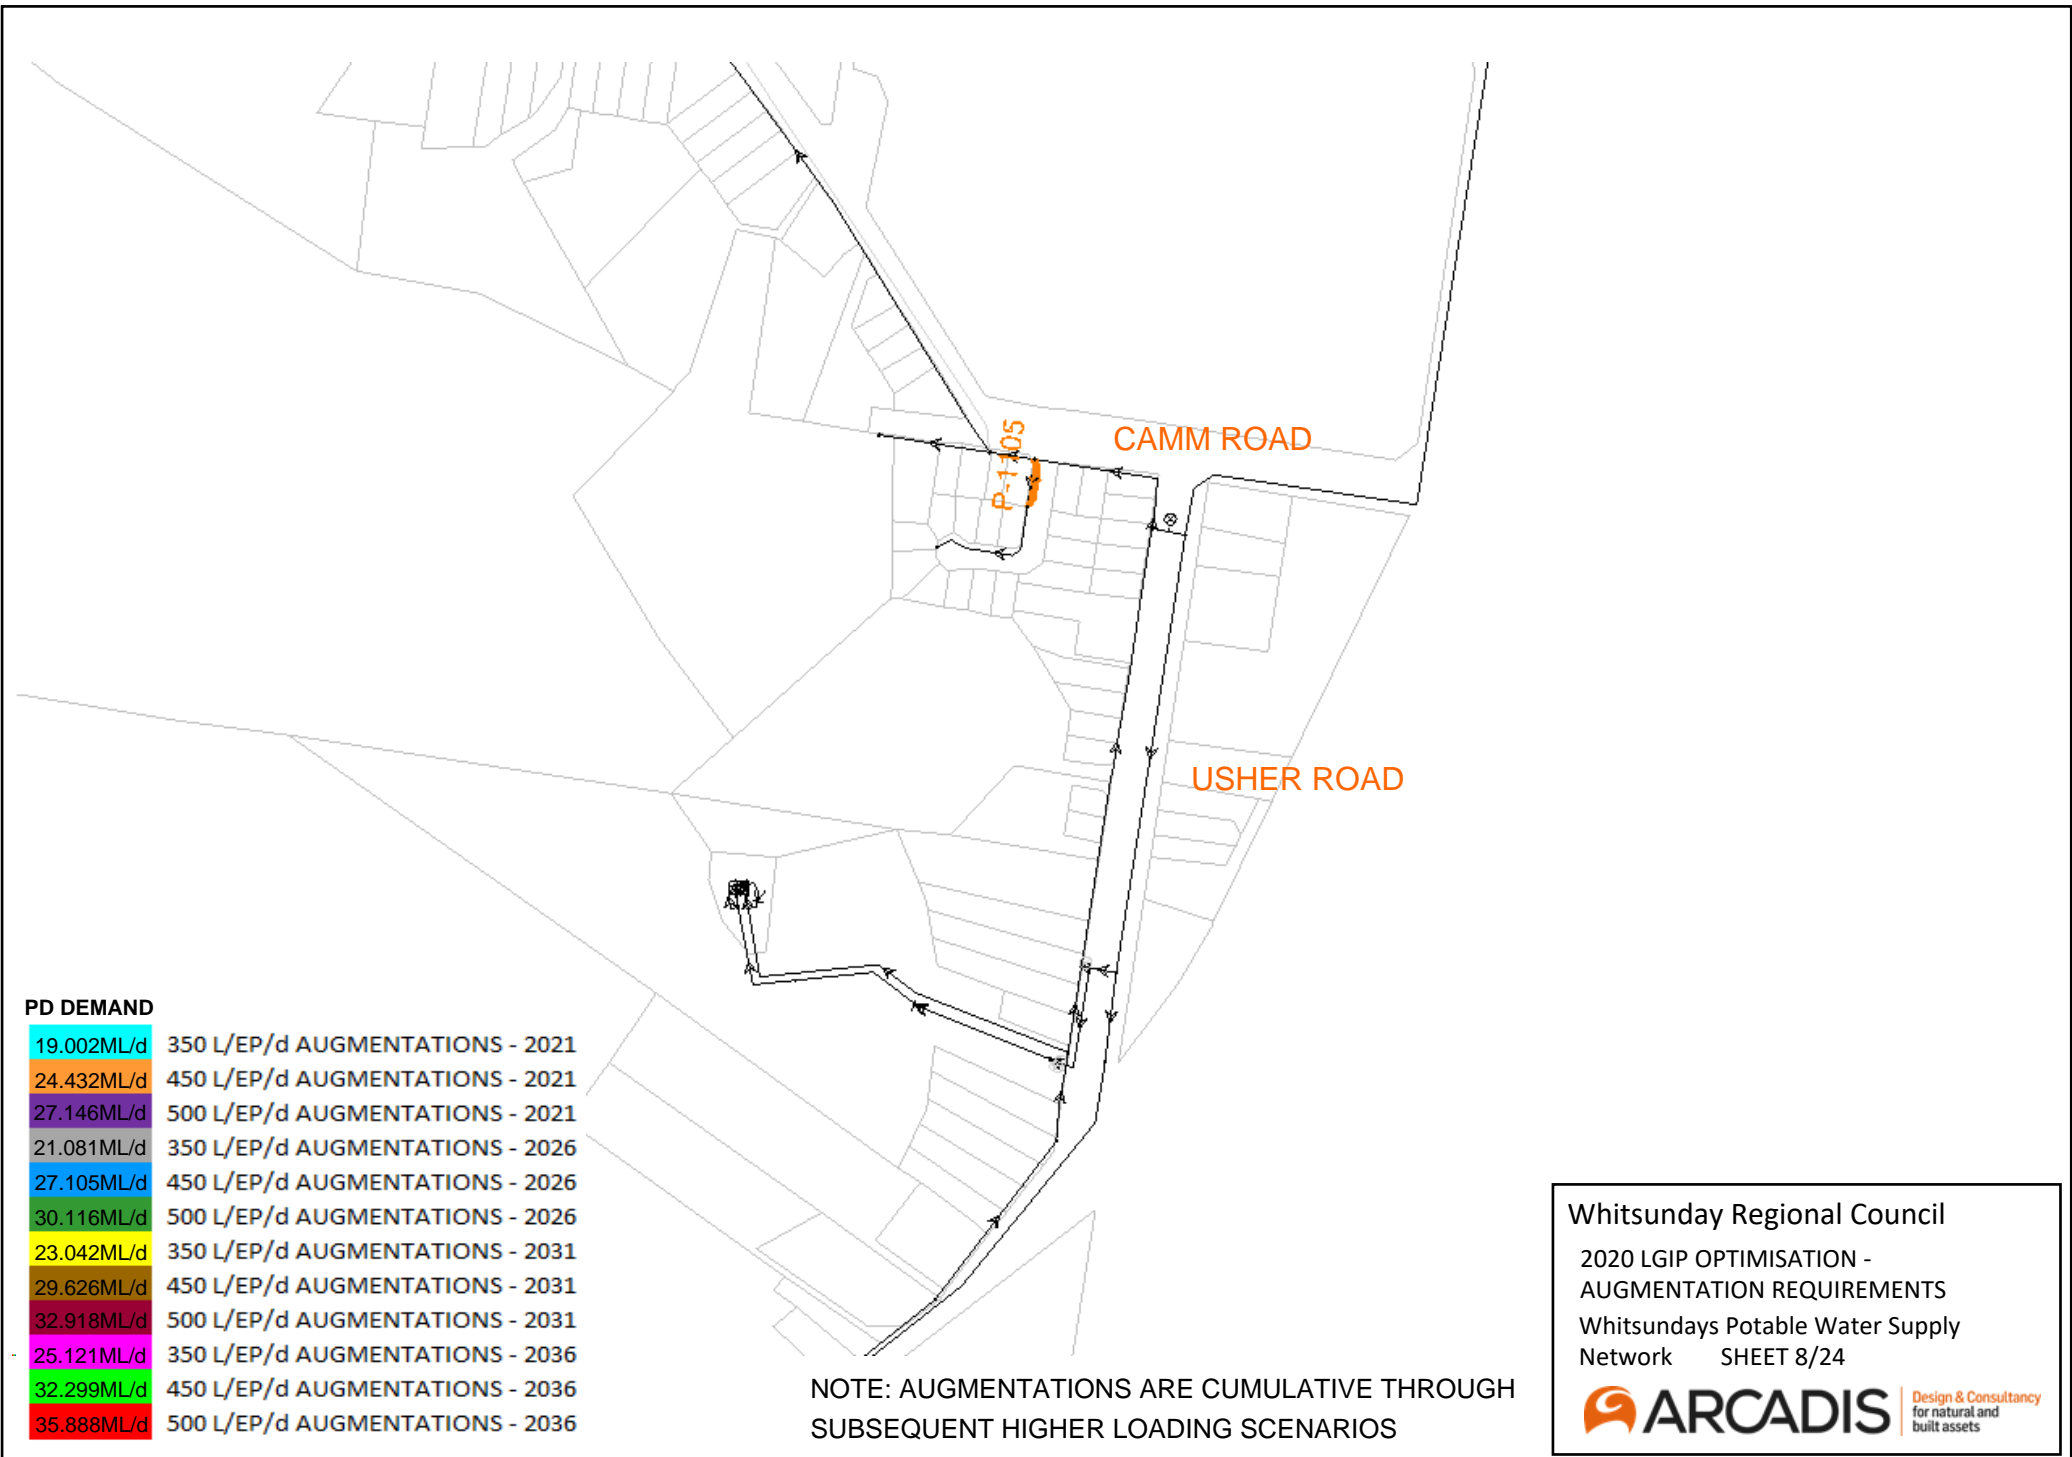 P-1105
CAMM ROAD
USHER ROAD
PD DEMAND
19.002ML/d 350 L/EP/d AUGMENTATIONS - 2021
24.432ML/d 450 L/EP/d AUGMENTATIONS - 2021
27.146ML/d 500 L/EP/d AUGMENTATIONS - 2021
21.081ML/d 350 L/EP/d AUGMENTATIONS - 2026
27.105ML/d 450 L/EP/d AUGMENTATIONS - 2026
30.116ML/d 500 L/EP/d AUGMENTATIONS - 2026
23.042ML/d 350 L/EP/d AUGMENTATIONS - 2031
29.626ML/d 450 L/EP/d AUGMENTATIONS - 2031
32.918ML/d 500 L/EP/d AUGMENTATIONS - 2031
25.121ML/d 350 L/EP/d AUGMENTATIONS - 2036
32.299ML/d 450 L/EP/d AUGMENTATIONS - 2036
35.888ML/d 500 L/EP/d AUGMENTATIONS - 2036
NOTE: AUGMENTATIONS ARE CUMULATIVE THROUGH
SUBSEQUENT HIGHER LOADING SCENARIOS
Whitsunday Regional Council
2020 LGIP OPTIMISATION -
AUGMENTATION REQUIREMENTS
Whitsundays Potable Water Supply
Network SHEET 8/24
ARCADIS
Design & Consultancy
for natural and
built assets